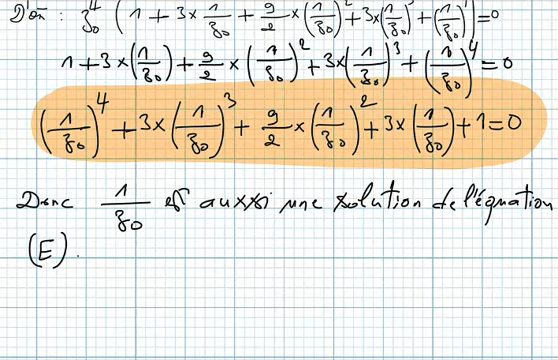 D'où : z₀⁴ (1 + 3 × 1/z₀ + 9/2 × (1/z₀)² + 3 × (1/z₀)³ + (1/z₀)⁴) = 0
1 + 3 × (1/z₀) + 9/2 × (1/z₀)² + 3 × (1/z₀)³ + (1/z₀)⁴ = 0
(1/z₀)⁴ + 3 × (1/z₀)³ + 9/2 × (1/z₀)² + 3 × (1/z₀) + 1 = 0
Donc 1/z₀ est aussi une solution de l'équation
(E).